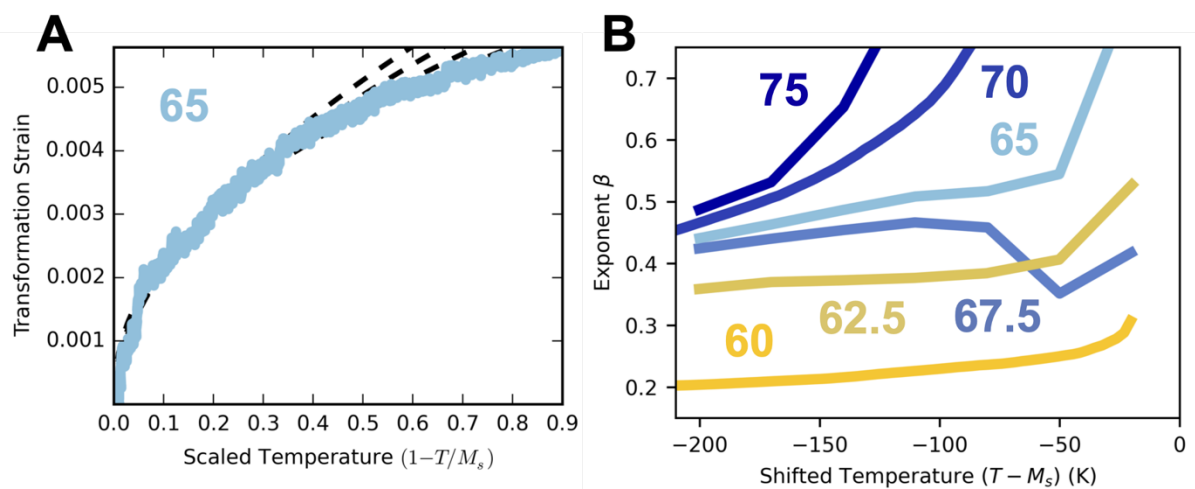 A
65
0.005
0.004
0.003
0.002
0.001
0.0 0.1 0.2 0.3 0.4 0.5 0.6 0.7 0.8 0.9
Transformation Strain
Scaled Temperature (1−T/Mₛ)
B
75
70
65
62.5
67.5
60
0.7
0.6
0.5
0.4
0.3
0.2
−200 −150 −100 −50 0
Exponent β
Shifted Temperature (T − Mₛ) (K)